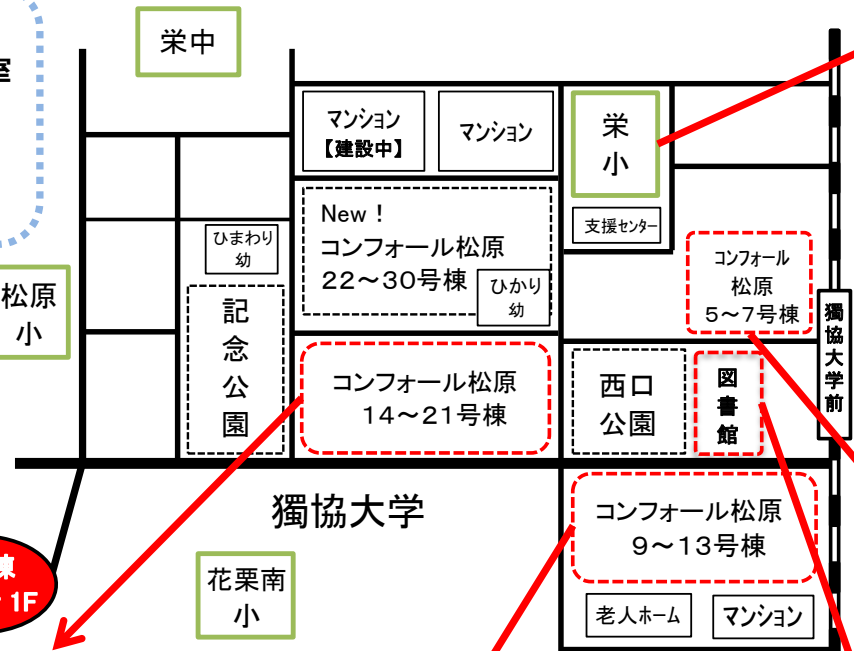 栄中
室
マンション
【建設中】
マンション
栄
小
支援センター
New！
コンフォール松原
22～30号棟
ひまわり
幼
ひかり
幼
コンフォール
松原
5～7号棟
松原
小
記
念
公
園
獨
協
大
学
前
コンフォール松原
14～21号棟
西口
公園
図
書
館
獨協大学
コンフォール松原
9～13号棟
棟
1F
花栗南
小
老人ホーム
マンション